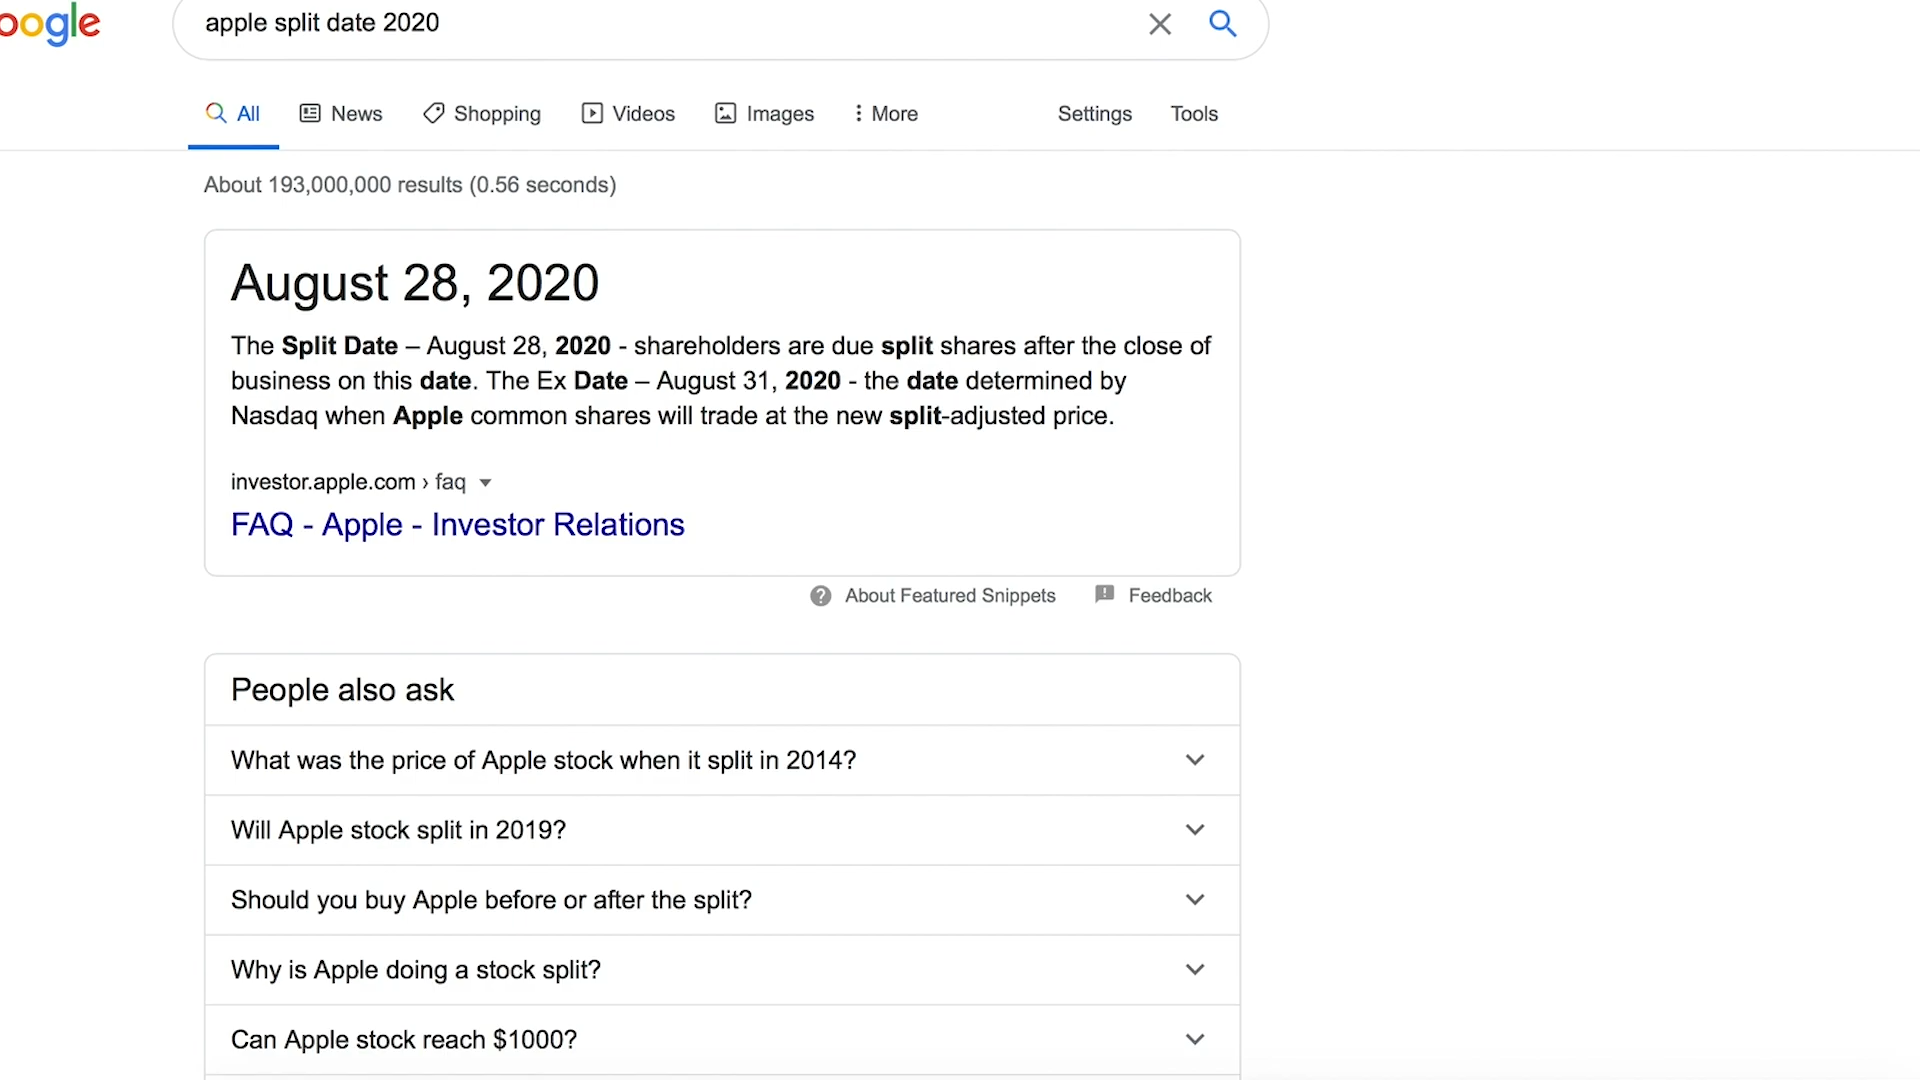 oogle
apple split date 2020
All News Shopping Videos Images More Settings Tools
About 193,000,000 results (0.56 seconds)
August 28, 2020
The Split Date – August 28, 2020 - shareholders are due split shares after the close of
business on this date. The Ex Date – August 31, 2020 - the date determined by
Nasdaq when Apple common shares will trade at the new split-adjusted price.
investor.apple.com › faq
FAQ - Apple - Investor Relations
About Featured Snippets Feedback
People also ask
What was the price of Apple stock when it split in 2014?
Will Apple stock split in 2019?
Should you buy Apple before or after the split?
Why is Apple doing a stock split?
Can Apple stock reach $1000?